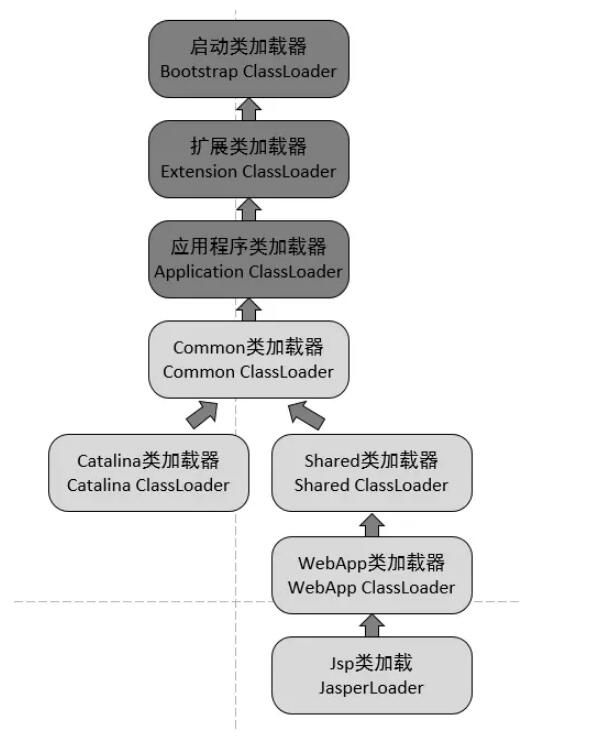 启动类加载器
Bootstrap ClassLoader
扩展类加载器
Extension ClassLoader
应用程序类加载器
Application ClassLoader
Common类加载器
Common ClassLoader
Catalina类加载器
Catalina ClassLoader
Shared类加载器
Shared ClassLoader
WebApp类加载器
WebApp ClassLoader
Jsp类加载
JasperLoader